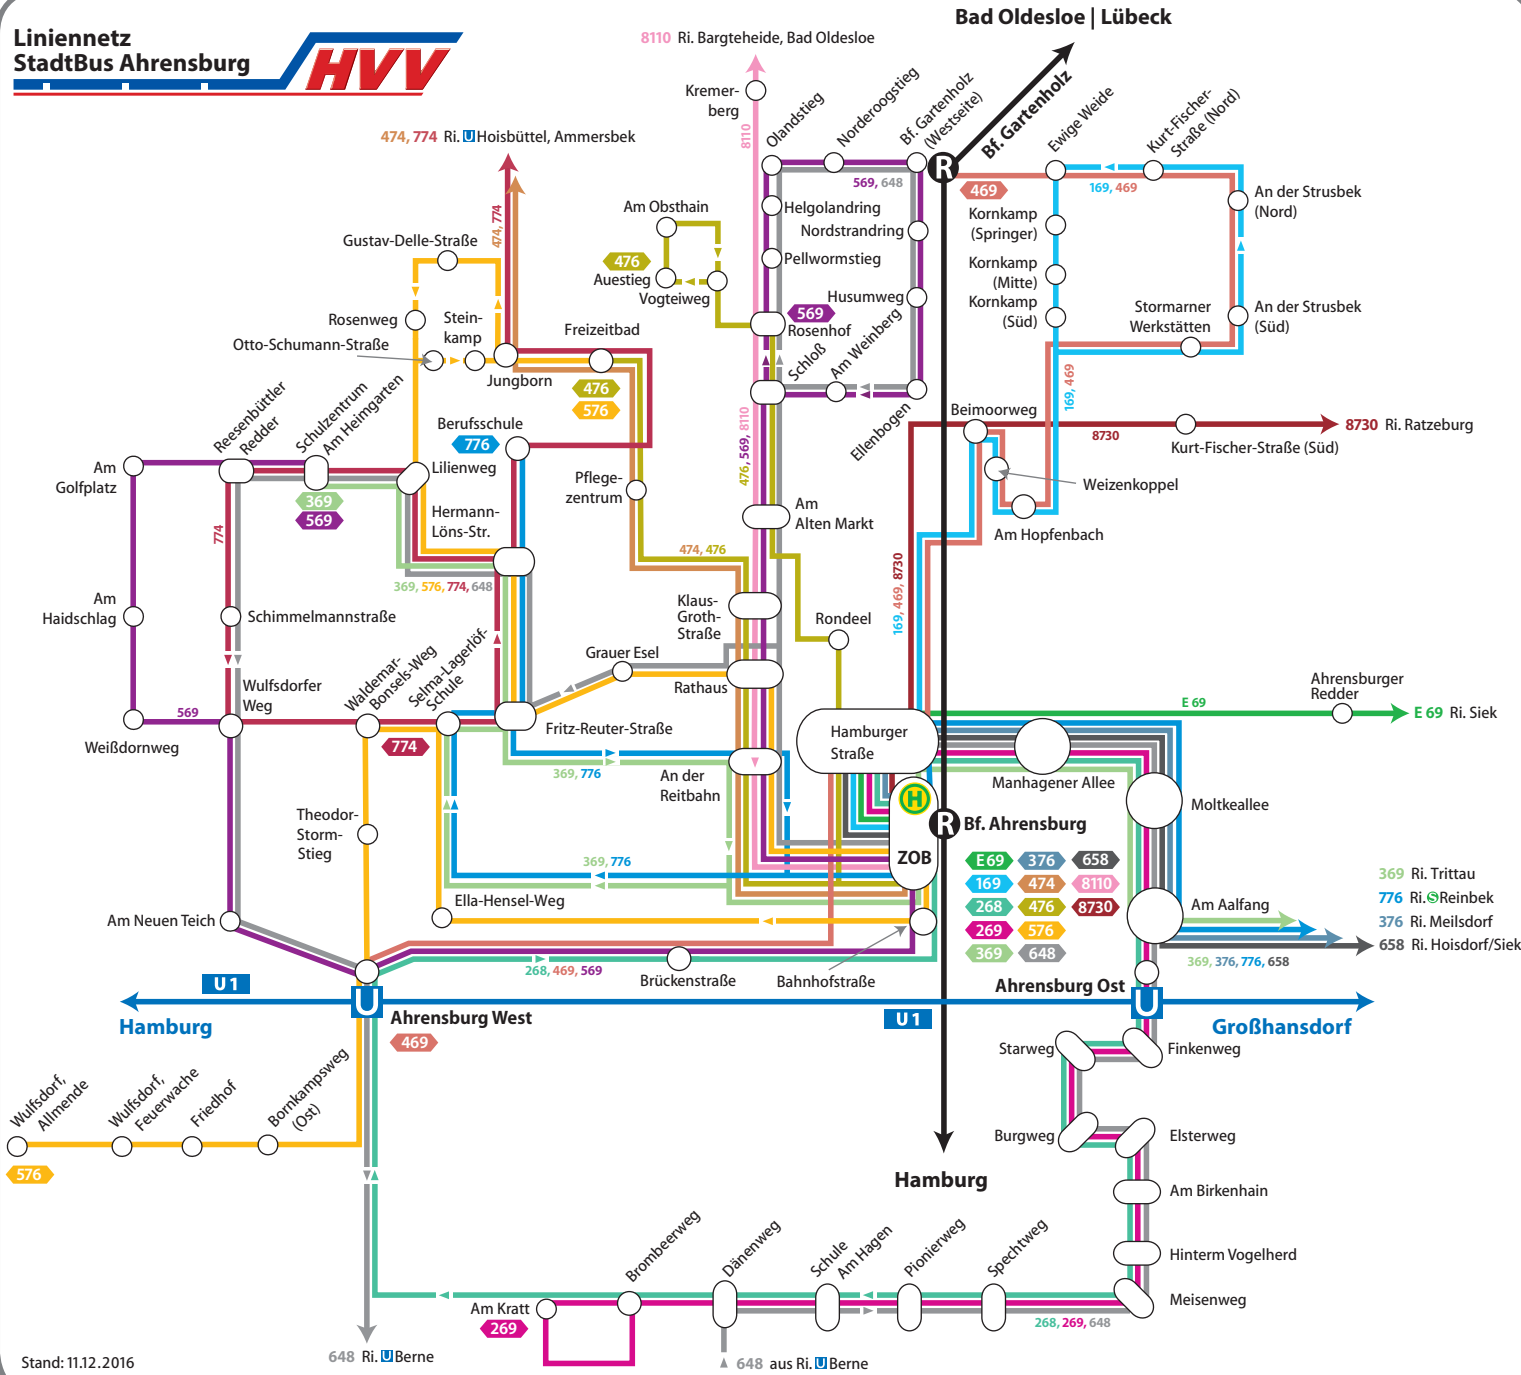 Liniennetz
StadtBus Ahrensburg
HVV
Bad Oldesloe | Lübeck
8110 Ri. Bargteheide, Bad Oldesloe
Kremer-
berg
8110
Olandstieg
Norderoogstieg
Bf. Gartenholz
(Westseite)
R
Bf. Gartenholz
Ewige Weide
Kurt-Fischer-
Straße (Nord)
474, 774 Ri. U Hoisbüttel, Ammersbek
474, 774
569, 648
469
169, 469
An der Strusbek
(Nord)
Am Obsthain
Helgolandring
Kornkamp
(Springer)
Gustav-Delle-Straße
Nordstrandring
476
Auestieg
Vogteiweg
Pellwormstieg
Kornkamp
(Mitte)
Husumweg
Kornkamp
(Süd)
Stormarner
Werkstätten
An der Strusbek
(Süd)
Rosenweg
Stein-
kamp
Freizeitbad
569
Rosenhof
Otto-Schumann-Straße
Schloß
Am Weinberg
Jungborn
476
576
169, 469
Ellenbogen
Reesenbüttler
Redder
Schulzentrum
Am Heimgarten
Berufsschule
776
476, 569, 8110
Beimoorweg
8730
8730 Ri. Ratzeburg
Kurt-Fischer-Straße (Süd)
Am
Golfplatz
Lilienweg
Pflege-
zentrum
Weizenkoppel
369
569
Hermann-
Löns-Str.
Am
Alten Markt
Am Hopfenbach
774
474, 476
369, 576, 774, 648
169, 469, 8730
Am
Haidschlag
Schimmelmannstraße
Klaus-
Groth-
Straße
Rondeel
Waldemar-
Bonsels-Weg
Selma-Lagerlöf-
Schule
Grauer Esel
Rathaus
Wulfsdorfer
Weg
Ahrensburger
Redder
569
E 69
E 69 Ri. Siek
Weißdornweg
774
Fritz-Reuter-Straße
Hamburger
Straße
369, 776
An der
Reitbahn
Manhagener Allee
H
Moltkeallee
Theodor-
Storm-
Stieg
R
Bf. Ahrensburg
ZOB
369, 776
E 69 376 658
169 474 8110
268 476 8730
269 576
369 648
369 Ri. Trittau
776 Ri. S Reinbek
376 Ri. Meilsdorf
658 Ri. Hoisdorf/Siek
Am Neuen Teich
Ella-Hensel-Weg
Am Aalfang
369, 376, 776, 658
268, 469, 569
Brückenstraße
Bahnhofstraße
Ahrensburg Ost
U1
U
U1
U
Hamburg
Ahrensburg West
Großhansdorf
469
Starweg
Finkenweg
Wulfsdorf,
Allmende
Wulfsdorf,
Feuerwache
Friedhof
Bornkampsweg
(Ost)
576
Burgweg
Elsterweg
Hamburg
Am Birkenhain
Hinterm Vogelherd
Brombeerweg
Dänenweg
Schule
Am Hagen
Pionierweg
Spechtweg
Meisenweg
Am Kratt
269
268, 269, 648
648 Ri. U Berne
648 aus Ri. U Berne
Stand: 11.12.2016